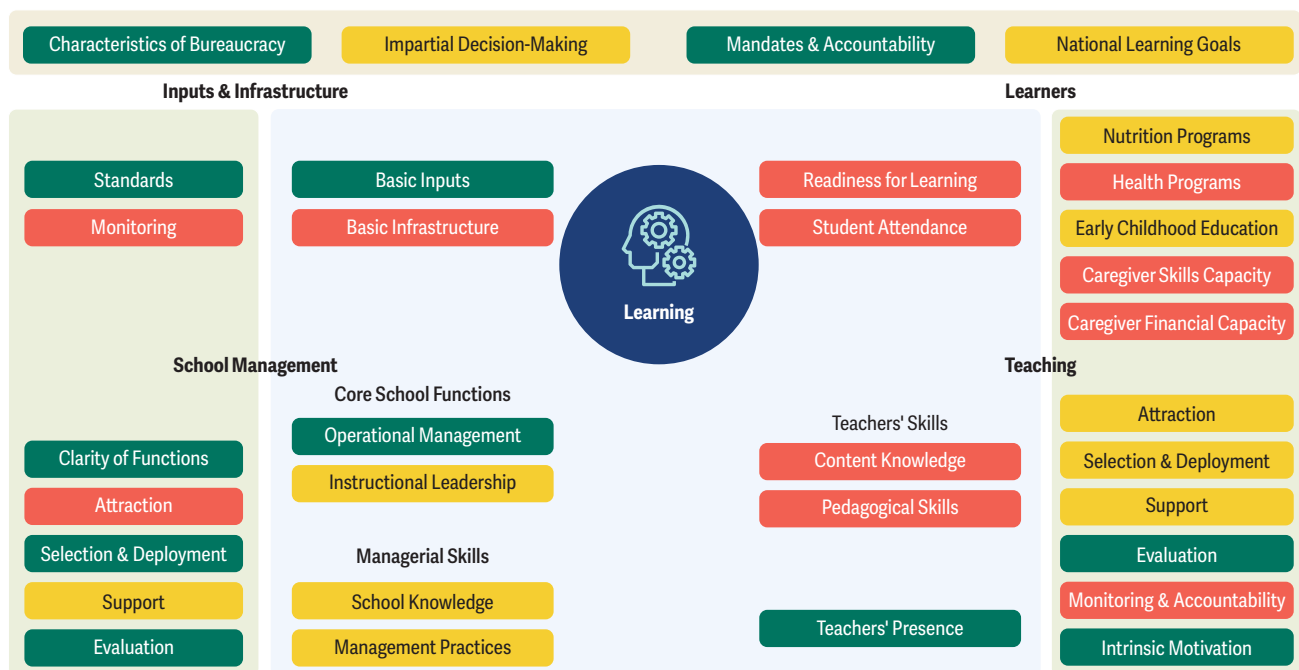 Characteristics of Bureaucracy
Impartial Decision-Making
Mandates & Accountability
National Learning Goals
Inputs & Infrastructure
Learners
Standards
Monitoring
Basic Inputs
Basic Infrastructure
Learning
Readiness for Learning
Student Attendance
Nutrition Programs
Health Programs
Early Childhood Education
Caregiver Skills Capacity
Caregiver Financial Capacity
School Management
Teaching
Clarity of Functions
Attraction
Selection & Deployment
Support
Evaluation
Core School Functions
Operational Management
Instructional Leadership
Managerial Skills
School Knowledge
Management Practices
Teachers' Skills
Content Knowledge
Pedagogical Skills
Teachers' Presence
Attraction
Selection & Deployment
Support
Evaluation
Monitoring & Accountability
Intrinsic Motivation